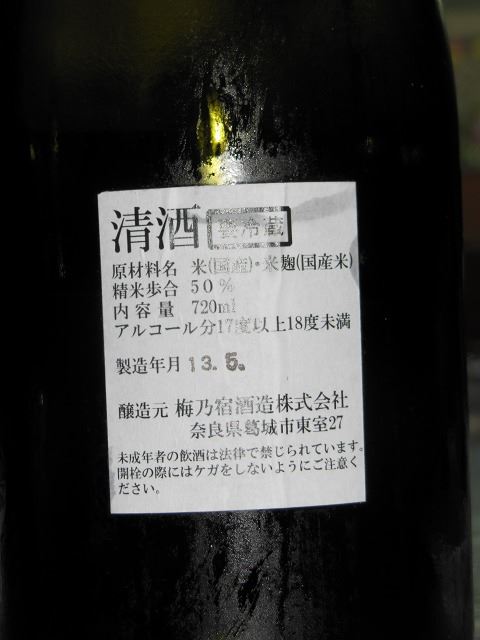 清酒 要冷蔵
原材料名 米(国産)・米麹(国産米)
精米歩合 50%
内容量 720ml
アルコール分17度以上18度未満
製造年月 13.5.
醸造元 梅乃宿酒造株式会社
奈良県葛城市東室27
未成年者の飲酒は法律で禁じられています。
開栓の際にはケガをしないようにご注意く
ださい。